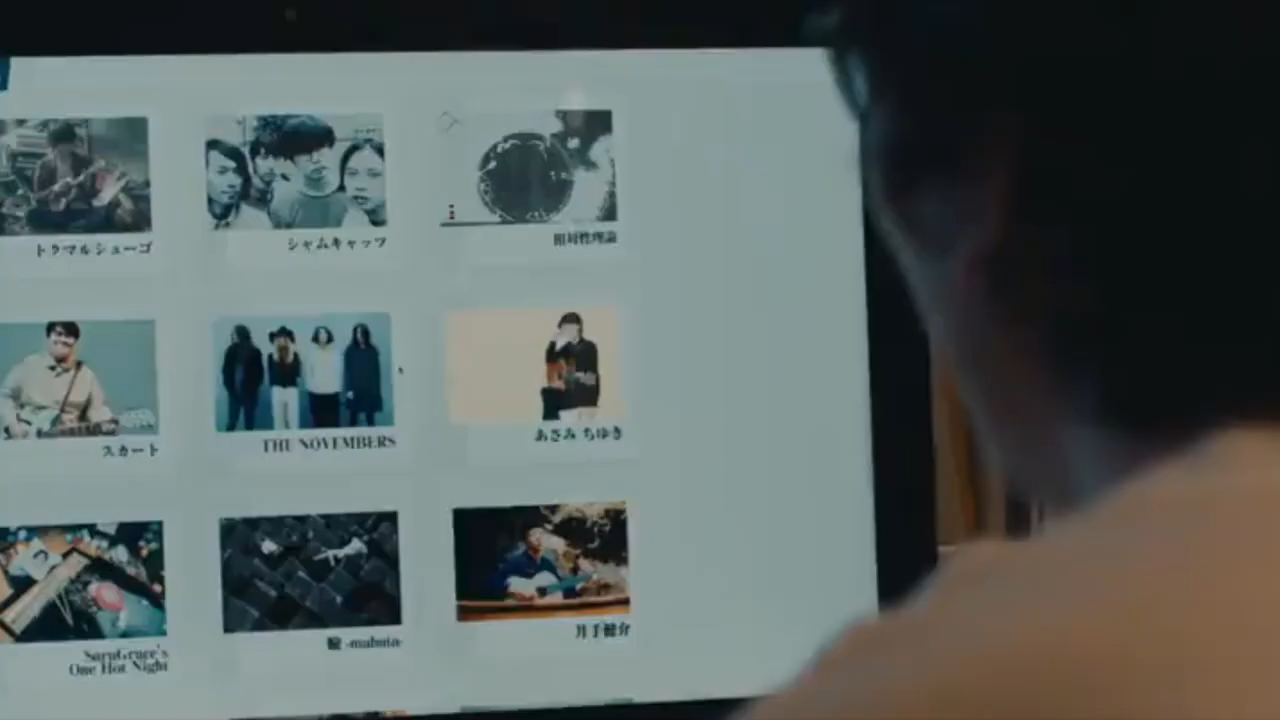 トクマルシューゴ
シャムキャッツ
相対性理論
スカート
THE NOVEMBERS
あさみ ちゆき
SaraGrace's
One Hot Night
井手健介